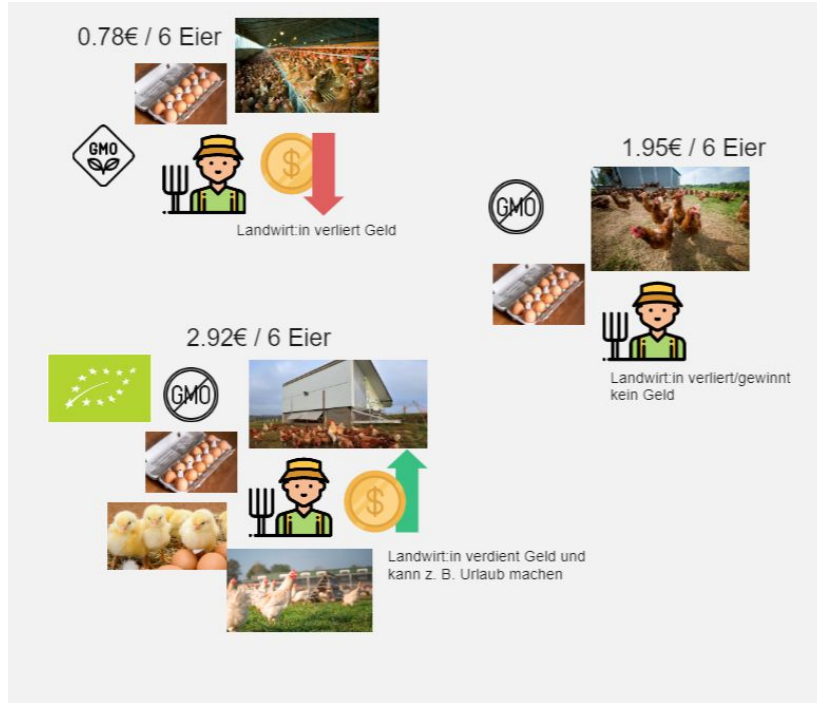 0.78€ / 6 Eier
GMO
Landwirt:in verliert Geld
1.95€ / 6 Eier
GMO
Landwirt:in verliert/gewinnt
kein Geld
2.92€ / 6 Eier
GMO
Landwirt:in verdient Geld und
kann z. B. Urlaub machen